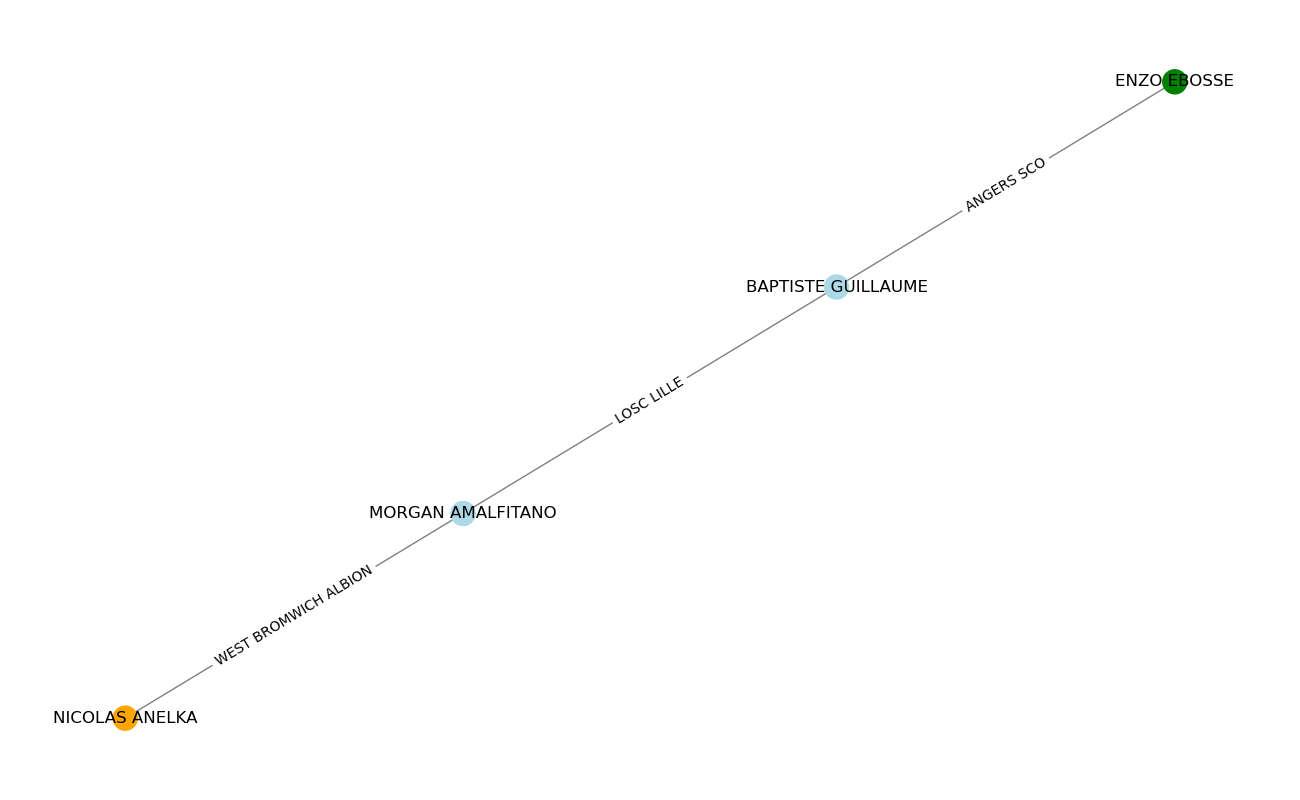 ENZO EBOSSE
ANGERS SCO
BAPTISTE GUILLAUME
LOSC LILLE
MORGAN AMALFITANO
WEST BROMWICH ALBION
NICOLAS ANELKA